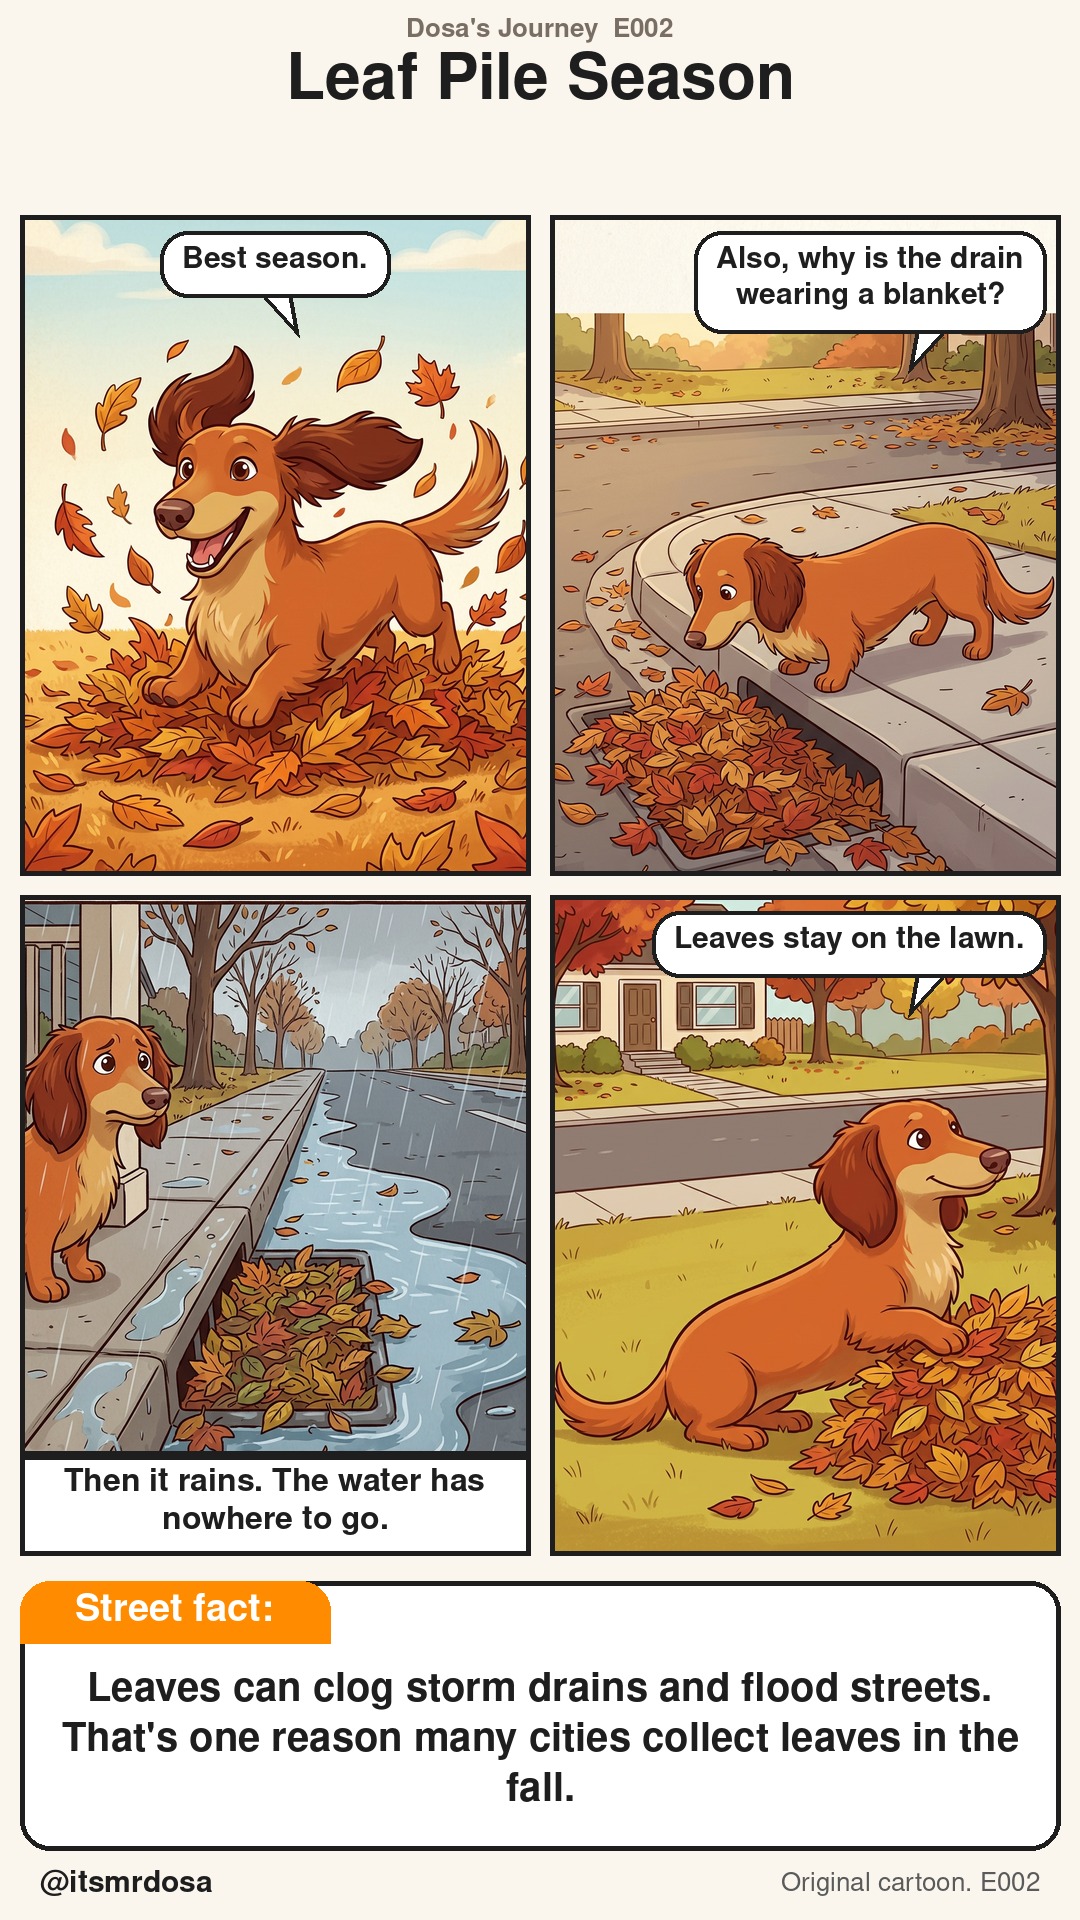 Dosa's Journey  E002
Leaf Pile Season
Best season.
Also, why is the drain
wearing a blanket?
Then it rains. The water has
nowhere to go.
Leaves stay on the lawn.
Street fact:
Leaves can clog storm drains and flood streets.
That's one reason many cities collect leaves in the
fall.
@itsmrdosa
Original cartoon. E002